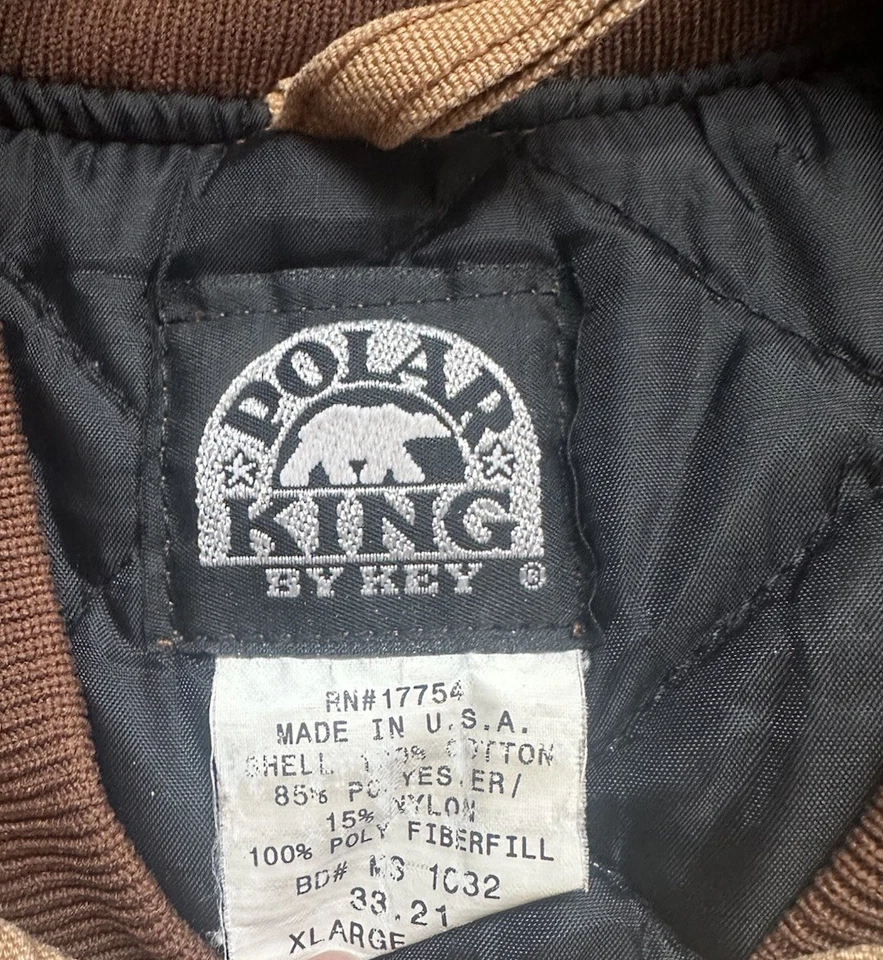 POLAR
KING
BY KEY ®
RN#17754
MADE IN U.S.A.
SHELL 100% COTTON
85% POLYESTER/
15% NYLON
100% POLY FIBERFILL
BD# MS 1032
33.21
XLARGE